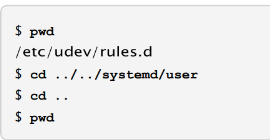 $ pwd
/etc/udev/rules.d
$ cd ../../systemd/user
$ cd ..
$ pwd